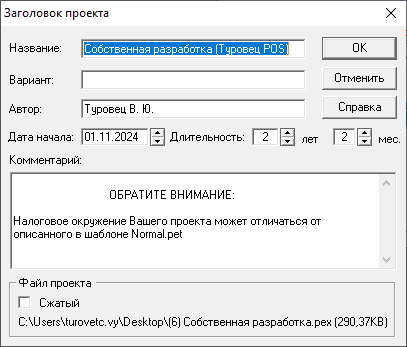 Заголовок проекта
Название: Собственная разработка (Туровец POS) OK
Вариант: Отменить
Автор: Туровец В. Ю. Справка
Дата начала: 01.11.2024 Длительность: 2 лет 2 мес.
Комментарий:
ОБРАТИТЕ ВНИМАНИЕ:
Налоговое окружение Вашего проекта может отличаться от
описанного в шаблоне Normal.pet
Файл проекта
Сжатый
C:\Users\turovetc.vy\Desktop\(6) Собственная разработка.pex (290,37KB)